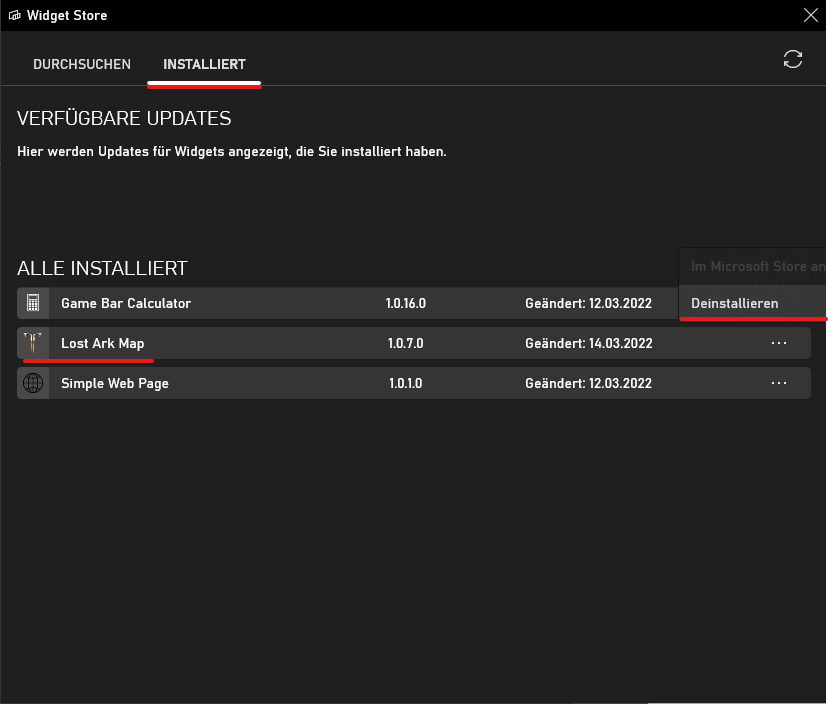 Widget Store
DURCHSUCHEN INSTALLIERT
VERFÜGBARE UPDATES
Hier werden Updates für Widgets angezeigt, die Sie installiert haben.
ALLE INSTALLIERT
Im Microsoft Store an
Game Bar Calculator 1.0.16.0 Geändert: 12.03.2022 Deinstallieren
Lost Ark Map 1.0.7.0 Geändert: 14.03.2022 ...
Simple Web Page 1.0.1.0 Geändert: 12.03.2022 ...